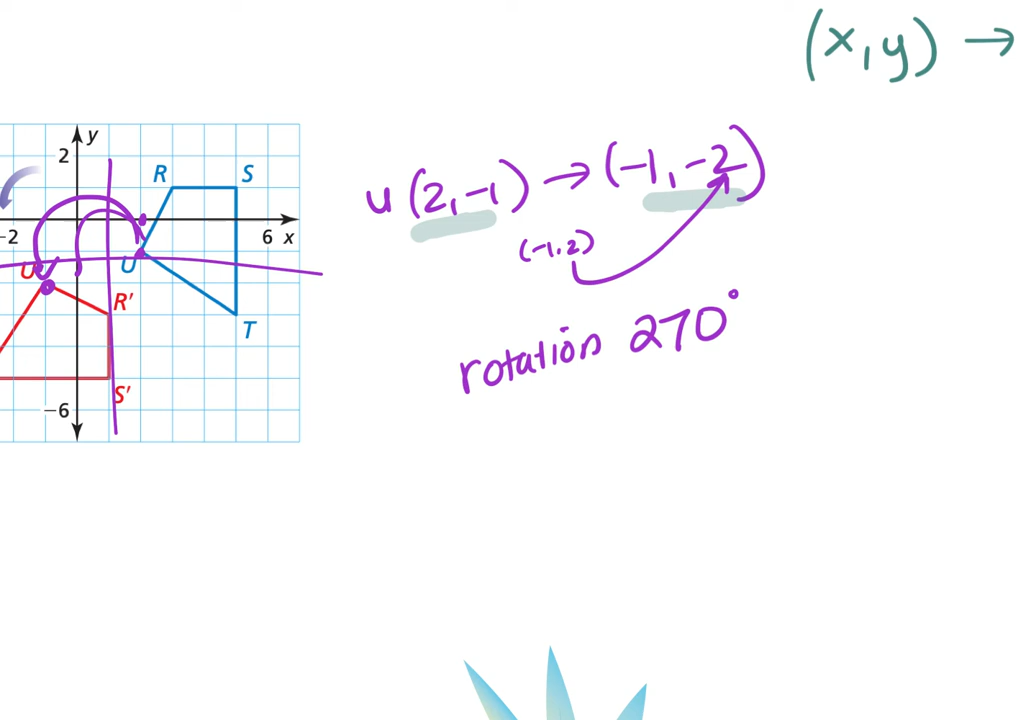 (x,y) →
y
2
R
S
u (2,-1) → (-1,-2)
-2
6 x
U'
U
(-1,2)
R'
T
rotation 270°
S'
-6